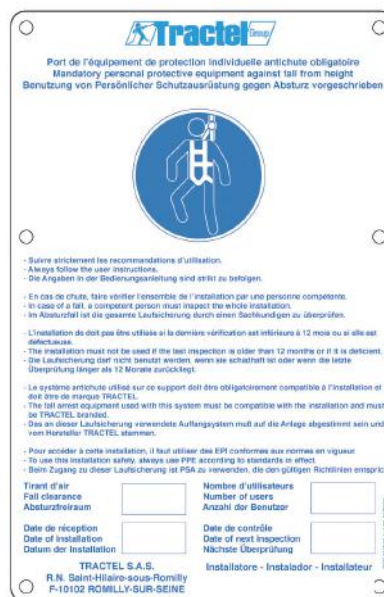 Tractel Group
Port de l'équipement de protection individuelle antichute obligatoire
Mandatory personal protective equipment against fall from height
Benutzung von Persönlicher Schutzausrüstung gegen Absturz vorgeschrieben
- Suivre strictement les recommandations d'utilisation.
- Always follow the user instructions.
- Die Angaben in der Bedienungsanleitung sind strikt zu befolgen.
- En cas de chute, faire vérifier l'ensemble de l'installation par une personne compétente.
- In case of a fall, a competent person must inspect the whole installation.
- Im Absturzfall ist die gesamte Laufsicherung durch einen Sachkundigen zu überprüfen.
- L'installation de doit pas être utilisée si la dernière vérification est inférieure à 12 mois ou si elle est
défectueuse.
- The installation must not be used if the last inspection is older than 12 months or if it is deficient.
- Die Laufsicherung darf nicht benutzt werden, wenn sie schadhaft ist oder wenn die letzte
Überprüfung länger als 12 Monate zurückliegt.
- Le système antichute utilisé sur ce support doit être obligatoirement compatible à l'installation et
doit être de marque TRACTEL.
- The fall arrest equipment used with this system must be compatible with the installation and must
be TRACTEL branded.
- Das an dieser Laufsicherung verwendete Auffangsystem muß auf die Anlage abgestimmt sein und
vom Hersteller TRACTEL stammen.
- Pour accéder à cette installation, il faut utiliser des EPI conformes aux normes en vigueur.
- To use this installation safely, always use PPE according to standards in effect.
- Beim Zugang zu dieser Laufsicherung ist PSA zu verwenden, die den gültigen Richtlinien entspric
Tirant d'air
Fall clearance
Absturzfreiraum
Nombre d'utilisateurs
Number of users
Anzahl der Benutzer
Date de réception
Date of installation
Datum der Installation
Date de contrôle
Date of next inspection
Nächste Überprüfung
TRACTEL S.A.S.
R.N. Saint-Hilaire-sous-Romilly
F-10102 ROMILLY-SUR-SEINE
Installatore - Instalador - Installateur